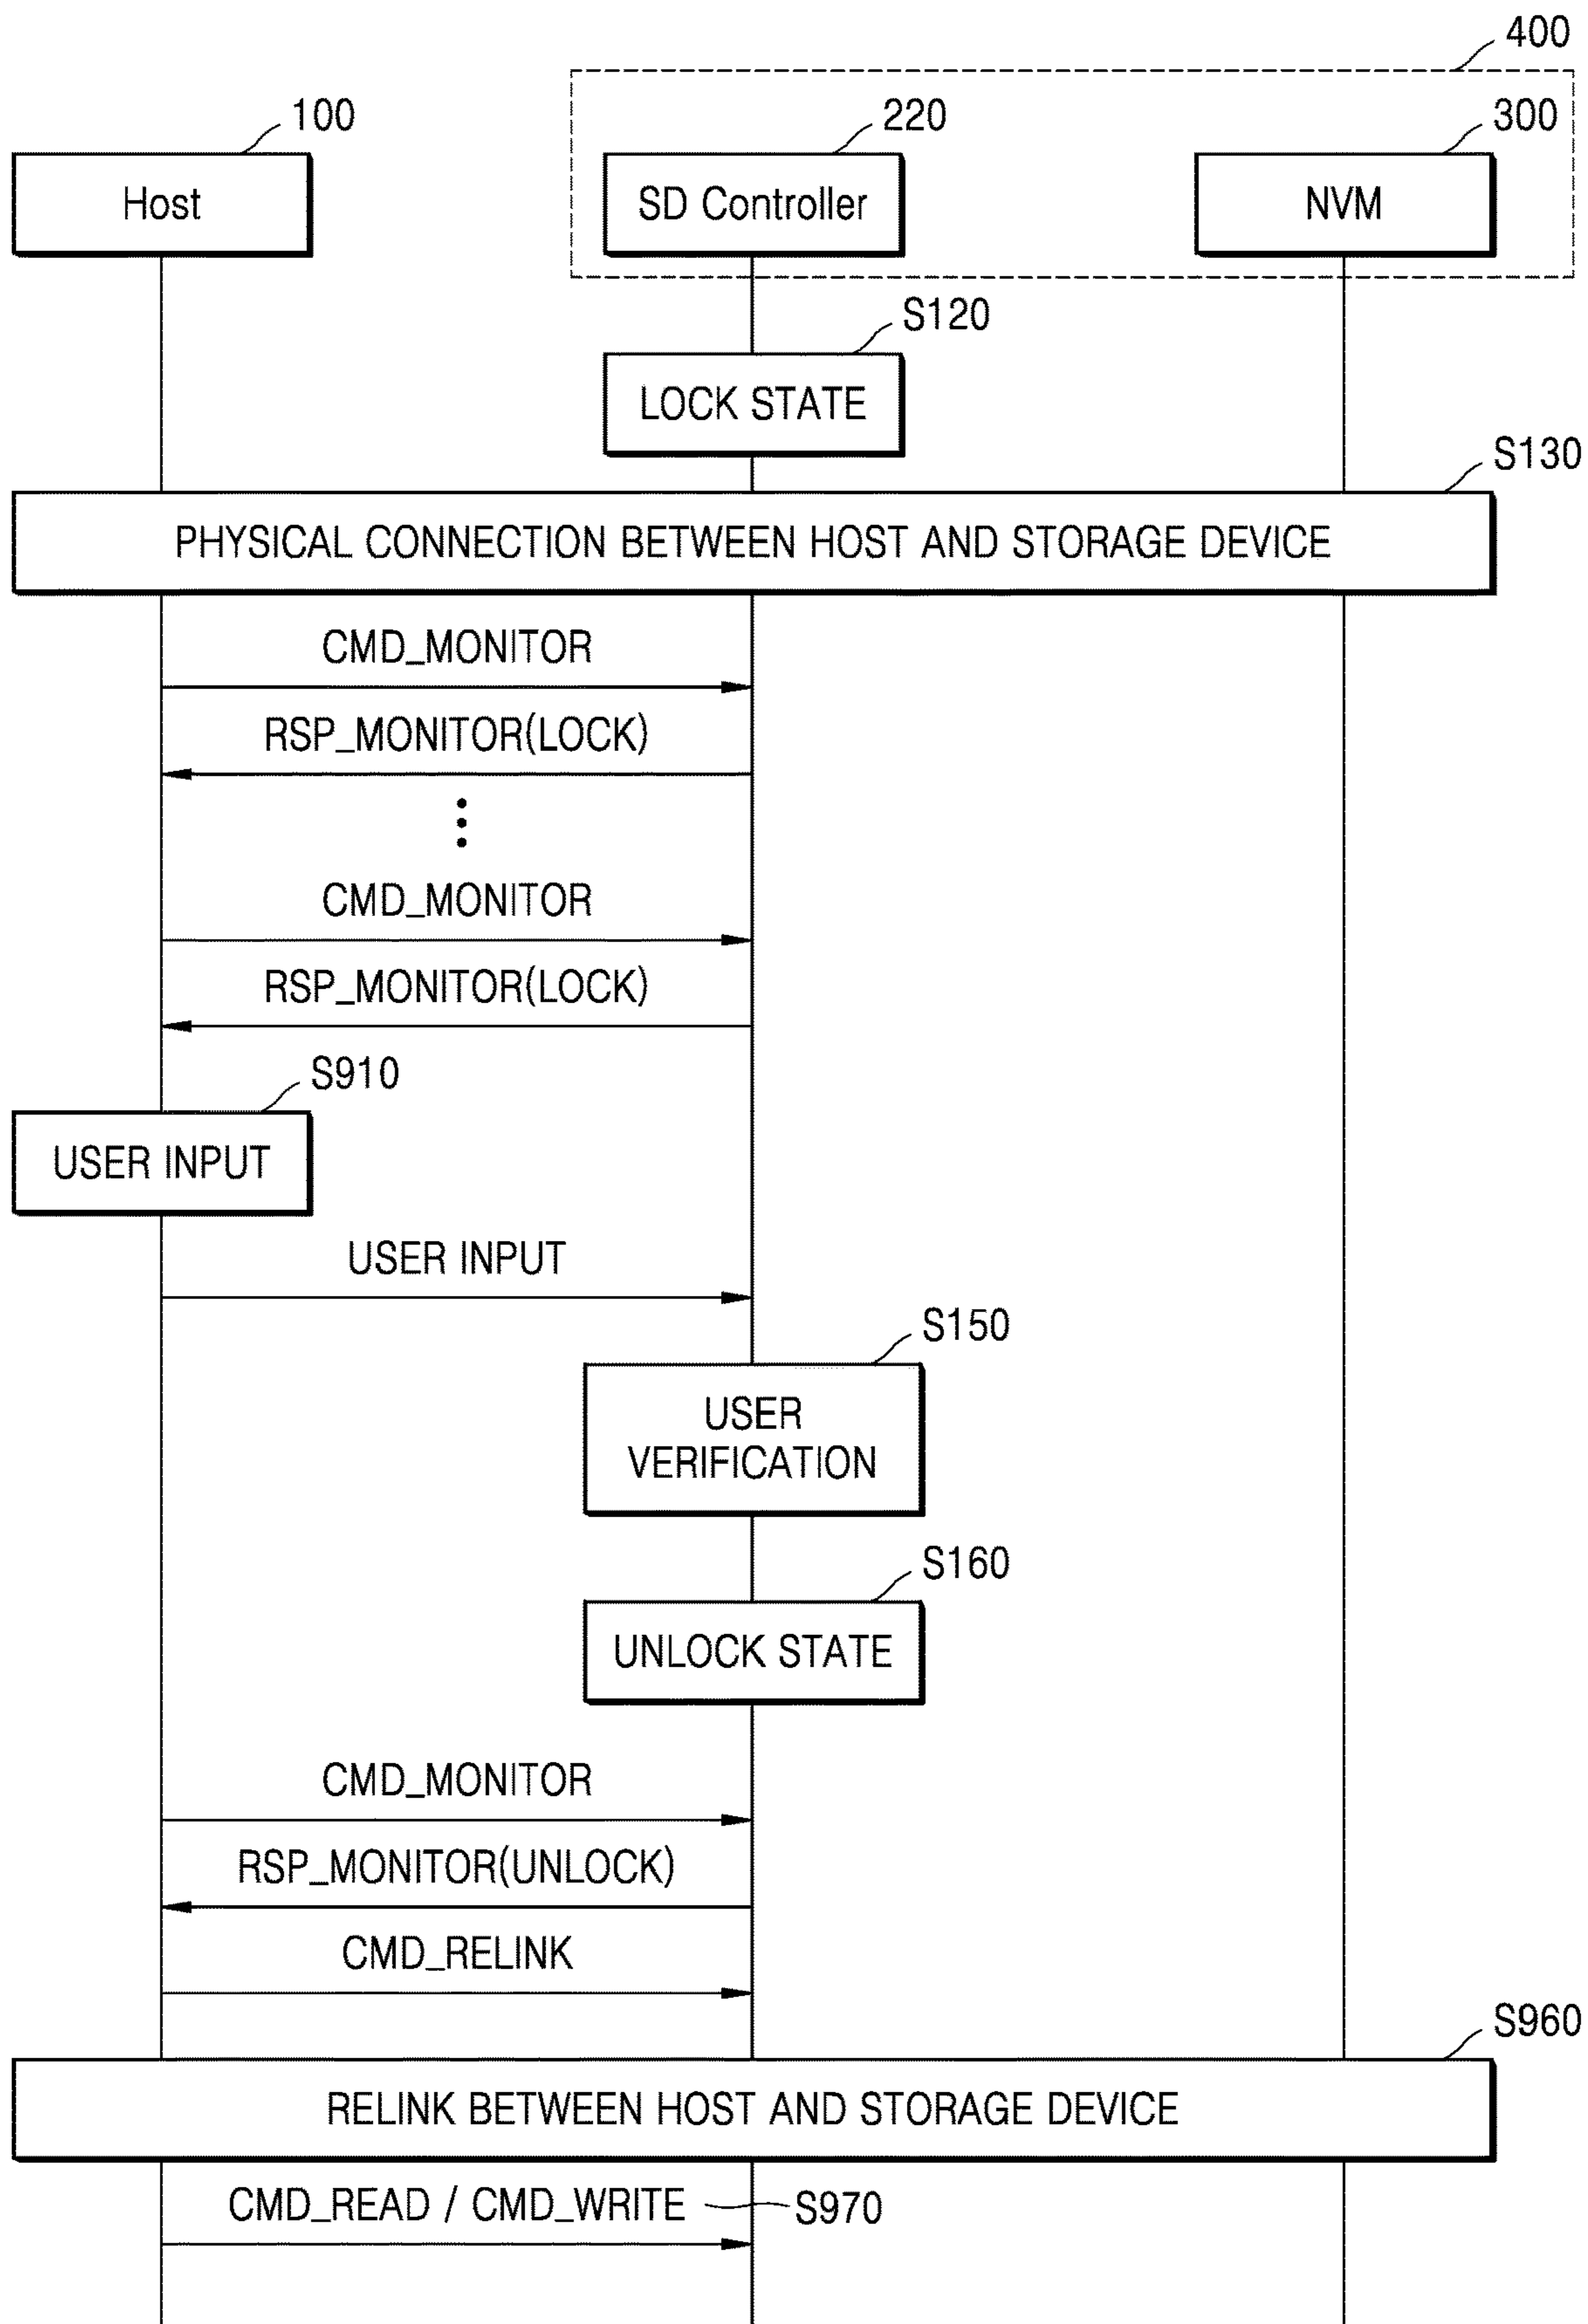 400
100
220
300
Host
SD Controller
NVM
S120
LOCK STATE
S130
PHYSICAL CONNECTION BETWEEN HOST AND STORAGE DEVICE
CMD_MONITOR
RSP_MONITOR(LOCK)
CMD_MONITOR
RSP_MONITOR(LOCK)
S910
USER INPUT
USER INPUT
S150
USER
VERIFICATION
S160
UNLOCK STATE
CMD_MONITOR
RSP_MONITOR(UNLOCK)
CMD_RELINK
S960
RELINK BETWEEN HOST AND STORAGE DEVICE
CMD_READ / CMD_WRITE
S970